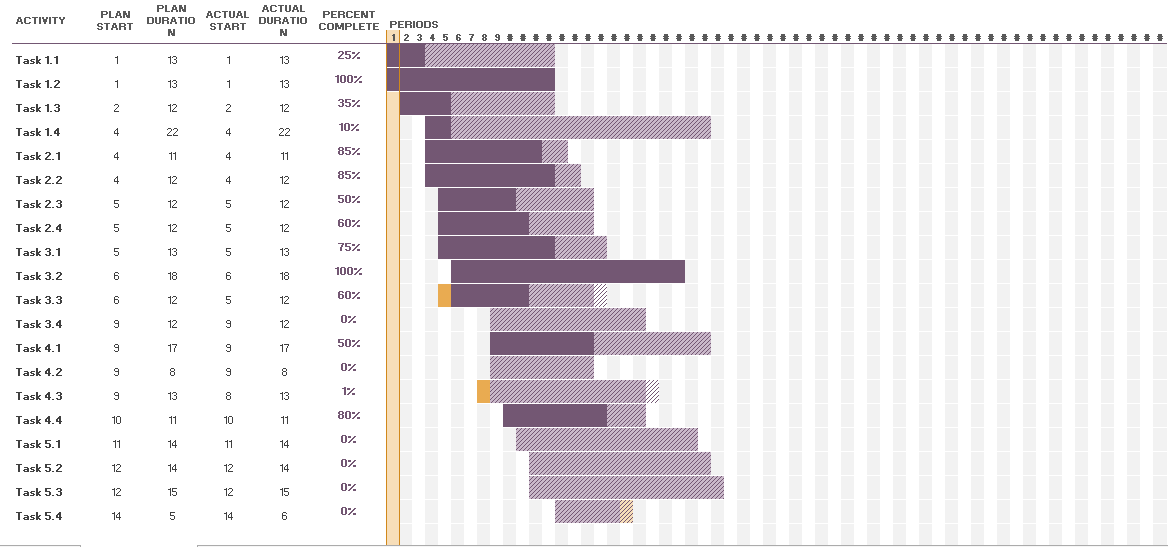 ACTIVITY PLAN START PLAN DURATIO N ACTUAL START ACTUAL DURATIO N PERCENT COMPLETE PERIODS
1 2 3 4 5 6 7 8 9 # # # # # # # # # # # # # # # # # # # # # # # # # # # # # # # # # # # # # # # # # # # # # # # # # # #
Task 1.1 1 13 1 13 25%
Task 1.2 1 13 1 13 100%
Task 1.3 2 12 2 12 35%
Task 1.4 4 22 4 22 10%
Task 2.1 4 11 4 11 85%
Task 2.2 4 12 4 12 85%
Task 2.3 5 12 5 12 50%
Task 2.4 5 12 5 12 60%
Task 3.1 5 13 5 13 75%
Task 3.2 6 18 6 18 100%
Task 3.3 6 12 5 12 60%
Task 3.4 9 12 9 12 0%
Task 4.1 9 17 9 17 50%
Task 4.2 9 8 9 8 0%
Task 4.3 9 13 8 13 1%
Task 4.4 10 11 10 11 80%
Task 5.1 11 14 11 14 0%
Task 5.2 12 14 12 14 0%
Task 5.3 12 15 12 15 0%
Task 5.4 14 5 14 6 0%